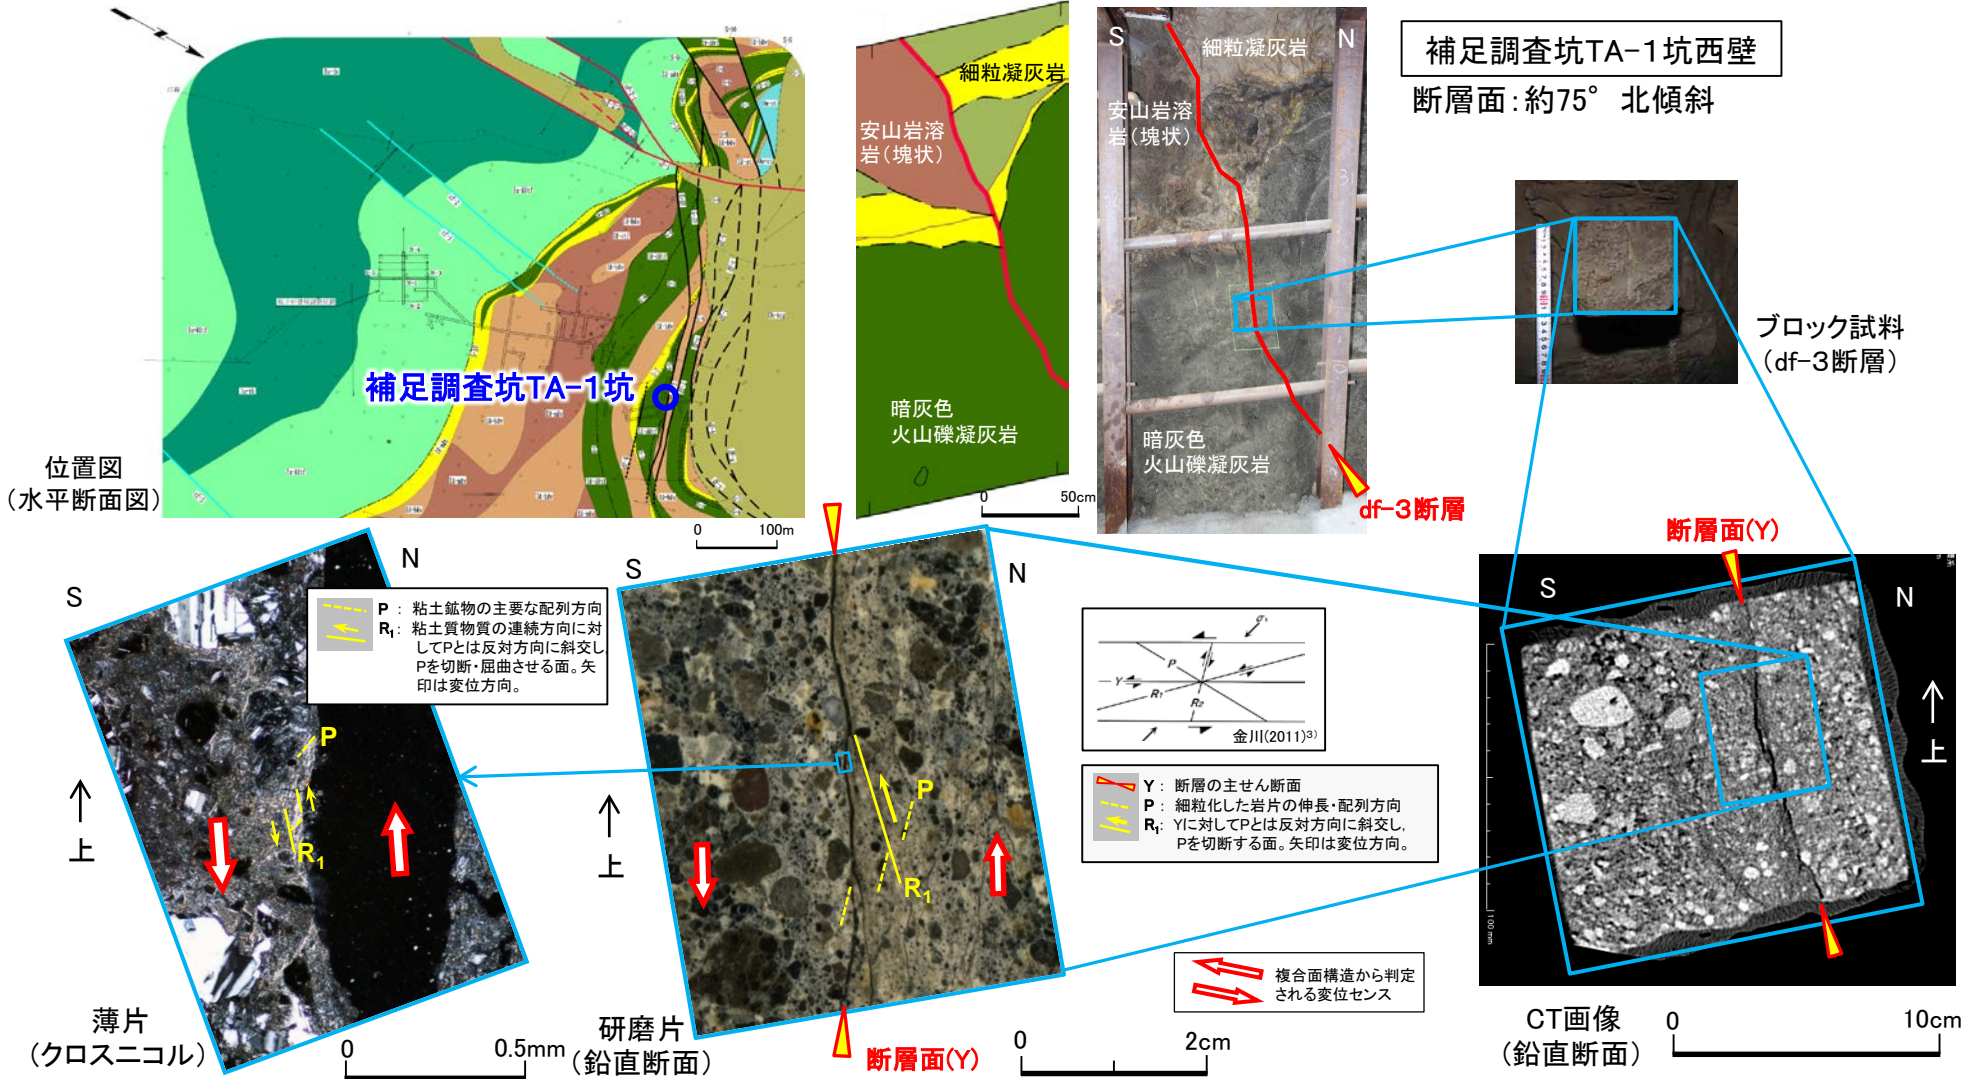 補足調査坑TA-1坑西壁
断層面:約75° 北傾斜
補足調査坑TA-1坑
位置図
(水平断面図)
0 100m
細粒凝灰岩
安山岩溶
岩(塊状)
暗灰色
火山礫凝灰岩
0 50cm
S N
細粒凝灰岩
安山岩溶
岩(塊状)
暗灰色
火山礫凝灰岩
df-3断層
ブロック試料
(df-3断層)
S
N
P : 粘土鉱物の主要な配列方向
R1: 粘土質物質の連続方向に対
してPとは反対方向に斜交し,
Pを切断・屈曲させる面。矢
印は変位方向。
P
R1
上
薄片
(クロスニコル)
0 0.5mm
S
N
P
R1
上
研磨片
(鉛直断面)
断層面(Y)
0 2cm
σ1
P
Y
R1
R2
金川(2011)3)
Y : 断層の主せん断面
P : 細粒化した岩片の伸長・配列方向
R1: Yに対してPとは反対方向に斜交し,
Pを切断する面。矢印は変位方向。
複合面構造から判定
される変位センス
断層面(Y)
S
N
上
100 mm
CT画像
(鉛直断面)
0 10cm